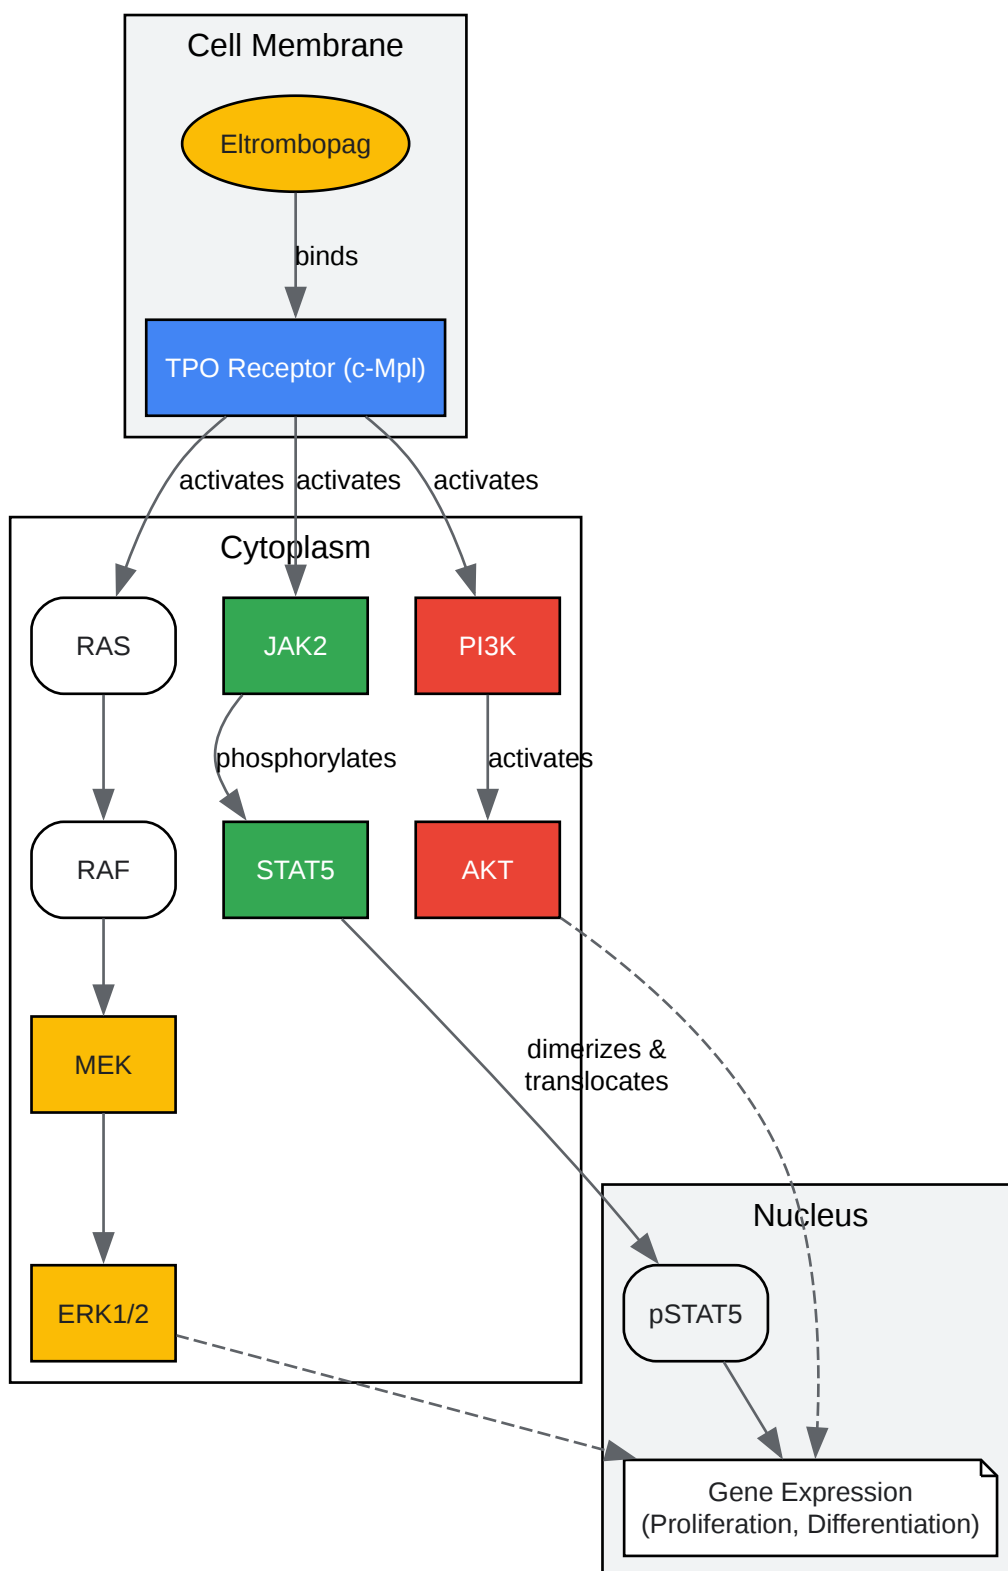 Cell Membrane
Eltrombopag
binds
TPO Receptor (c-Mpl)
activates
activates
activates
Cytoplasm
RAS
JAK2
PI3K
phosphorylates
activates
RAF
STAT5
AKT
MEK
dimerizes &
translocates
Nucleus
ERK1/2
pSTAT5
Gene Expression
(Proliferation, Differentiation)